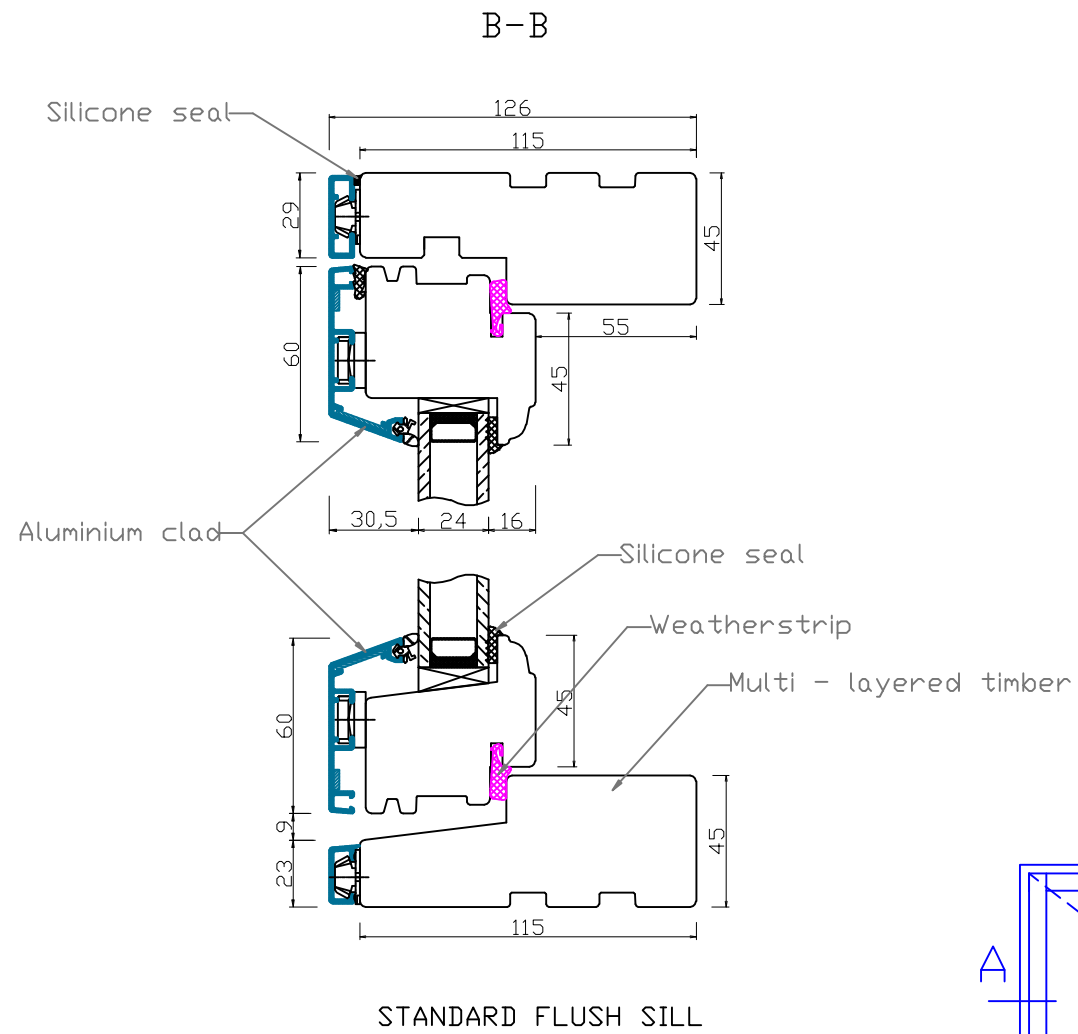 B-B
126
Silicone seal
115
29
45
55
60
45
30,5
24
16
Aluminium clad
Silicone seal
Weatherstrip
Multi - layered timber
45
60
9
45
23
115
A
STANDARD FLUSH SILL